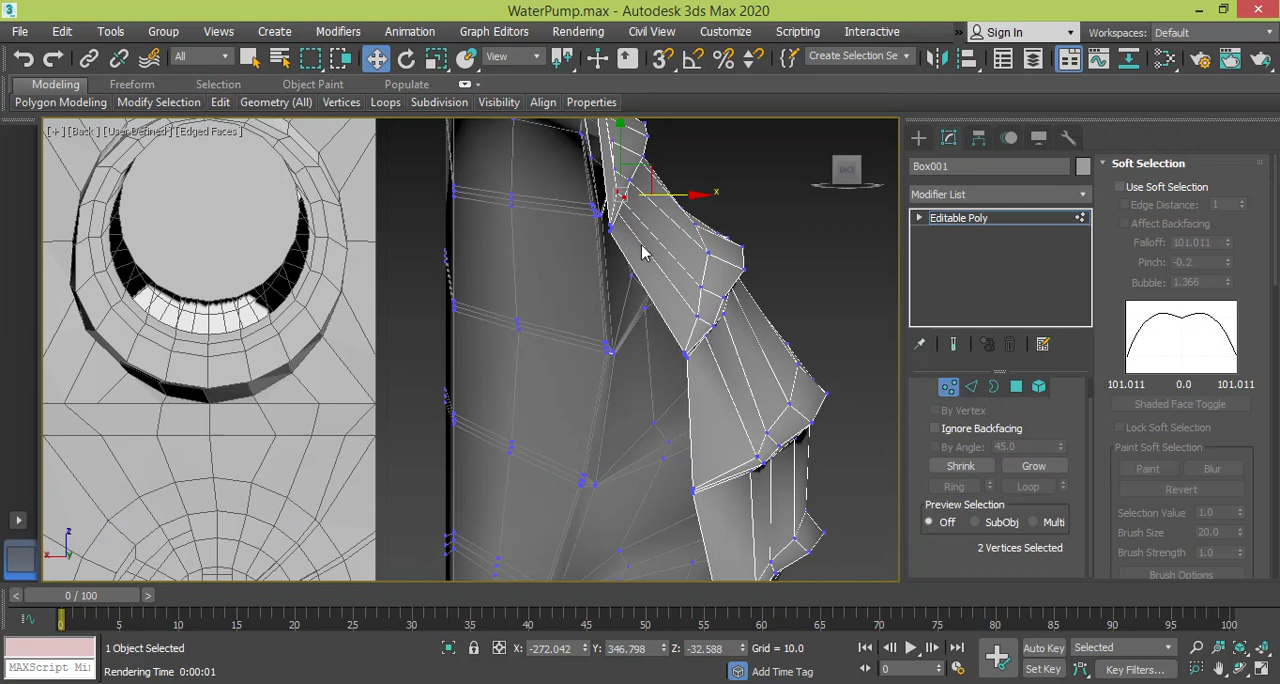 3
WaterPump.max - Autodesk 3ds Max 2020
File Edit Tools Group Views Create Modifiers Animation Graph Editors Rendering Civil View Customize Scripting Interactive » Sign In Workspaces: Default
All View Create Selection Se
Modeling Freeform Selection Object Paint Populate
Polygon Modeling Modify Selection Edit Geometry (All) Vertices Loops Subdivision Visibility Align Properties
[+] [Back] [User Defined] [Edged Faces]
Box001
Modifier List
Editable Poly
By Vertex
Ignore Backfacing
By Angle: 45.0
Shrink Grow
Ring Loop
Preview Selection
Off SubObj Multi
2 Vertices Selected
Soft Selection
Use Soft Selection
Edge Distance: 1
Affect Backfacing
Falloff: 101.011
Pinch: -0.2
Bubble: 1.366
101.011 0.0 101.011
Shaded Face Toggle
Lock Soft Selection
Paint Soft Selection
Paint Blur
Revert
Selection Value 1.0
Brush Size 20.0
Brush Strength 1.0
Brush Options
x
z
x y
< 0 / 100 >
0 5 10 15 20 25 30 35 40 45 50 55 60 65 70 75 80 85 90 95 100
MAXScript Mi
1 Object Selected
Rendering Time 0:00:01
X: -272.042 Y: 346.798 Z: -32.588 Grid = 10.0
Add Time Tag
0
Auto Key Selected
Set Key Key Filters...